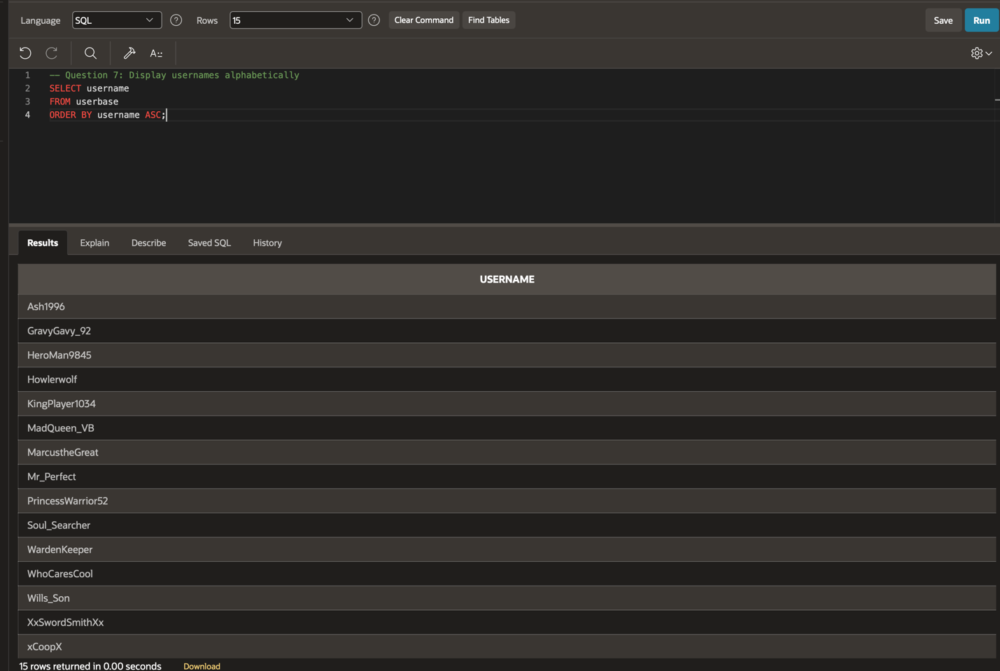 Language SQL Rows 15 Clear Command Find Tables Save Run
1 -- Question 7: Display usernames alphabetically
2 SELECT username
3 FROM userbase
4 ORDER BY username ASC;
Results Explain Describe Saved SQL History
USERNAME
Ash1996
GravyGavy_92
HeroMan9845
Howlerwolf
KingPlayer1034
MadQueen_VB
MarcustheGreat
Mr_Perfect
PrincessWarrior52
Soul_Searcher
WardenKeeper
WhoCaresCool
Wills_Son
XxSwordSmithXx
xCoopX
15 rows returned in 0.00 seconds Download